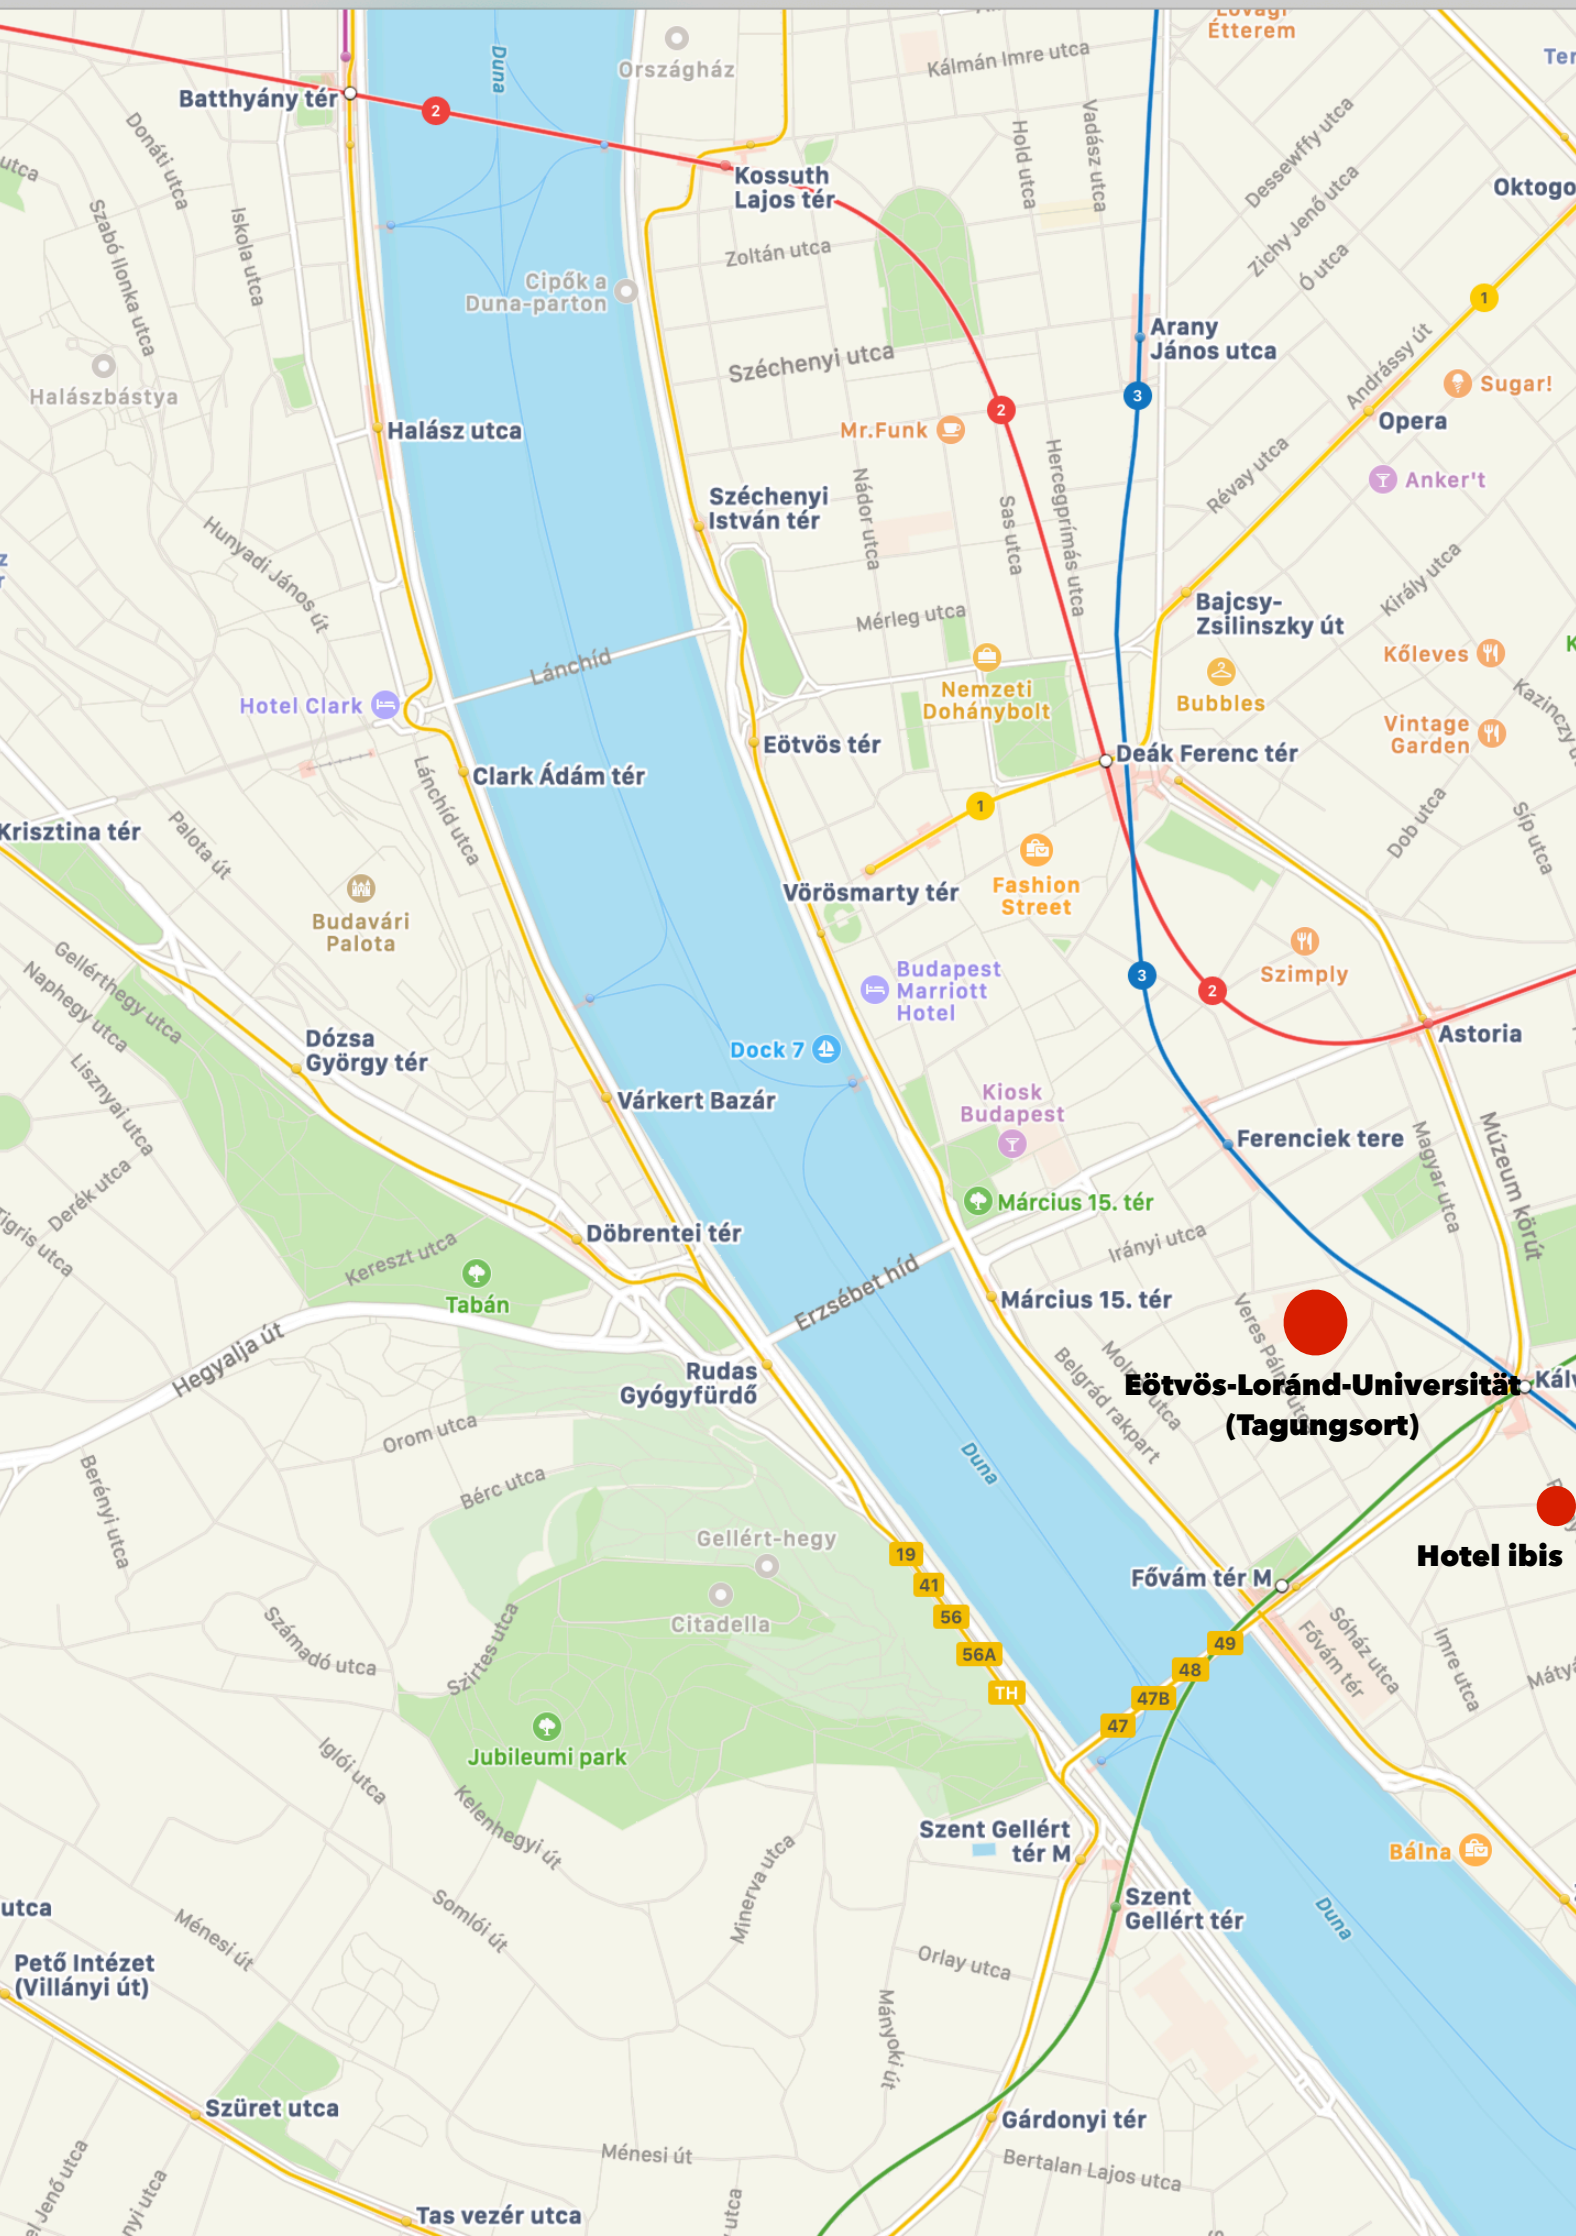 Lovagi
Étterem
Országház
Kálmán Imre utca
Duna
Batthyány tér
2
Donáti utca
utca
Hold utca
Vadász utca
Dessewffy utca
Kossuth
Lajos tér
Zichy Jenő utca
Szabó Ilonka utca
Iskola utca
Zoltán utca
Ó utca
Cipők a
Duna-parton
1
Arany
János utca
Halászbástya
Széchenyi utca
Andrássy út
Sugar!
3
2
Opera
Halász utca
Mr.Funk
Hercegprímás utca
Révay utca
Anker't
Nádor utca
Széchenyi
István tér
Sas utca
Hunyadi János út
Király utca
Mérleg utca
Bajcsy-
Zsilinszky út
Lánchíd
Kőleves
Hotel Clark
Nemzeti
Dohánybolt
Bubbles
Vintage
Garden
Eötvös tér
Deák Ferenc tér
Clark Ádám tér
Lánchíd utca
1
Krisztina tér
Palota út
Dob utca
Síp utca
Vörösmarty tér
Fashion
Street
Budavári
Palota
Szimply
Gellérthegy utca
Naphegy utca
Budapest
Marriott
Hotel
3
2
Dózsa
György tér
Dock 7
Astoria
Lisznyai utca
Várkert Bazár
Kiosk
Budapest
Ferenciek tere
Múzeum körút
Magyar utca
Derék utca
Március 15. tér
Tigris utca
Döbrentei tér
Irányi utca
Kereszt utca
Tabán
Erzsébet híd
Március 15. tér
Hegyalja út
Rudas
Gyógyfürdő
Belgrád rakpart
Eötvös-Loránd-Universität
(Tagungsort)
Orom utca
Duna
Berényi utca
Bérc utca
Gellért-hegy
19
Hotel ibis
41
Fővám tér M
56
Citadella
Számadó utca
Szirtes utca
56A
49
Sóház utca
Fővám tér
Imre utca
48
TH
47B
47
Jubileumi park
Iglói utca
Kelenhegyi út
Szent Gellért
tér M
Bálna
Minerva utca
utca
Ménesi út
Somlói út
Szent
Gellért tér
Duna
Pető Intézet
(Villányi út)
Orlay utca
Mányoki út
Szüret utca
Gárdonyi tér
Ménesi út
Bertalan Lajos utca
Tas vezér utca
utca